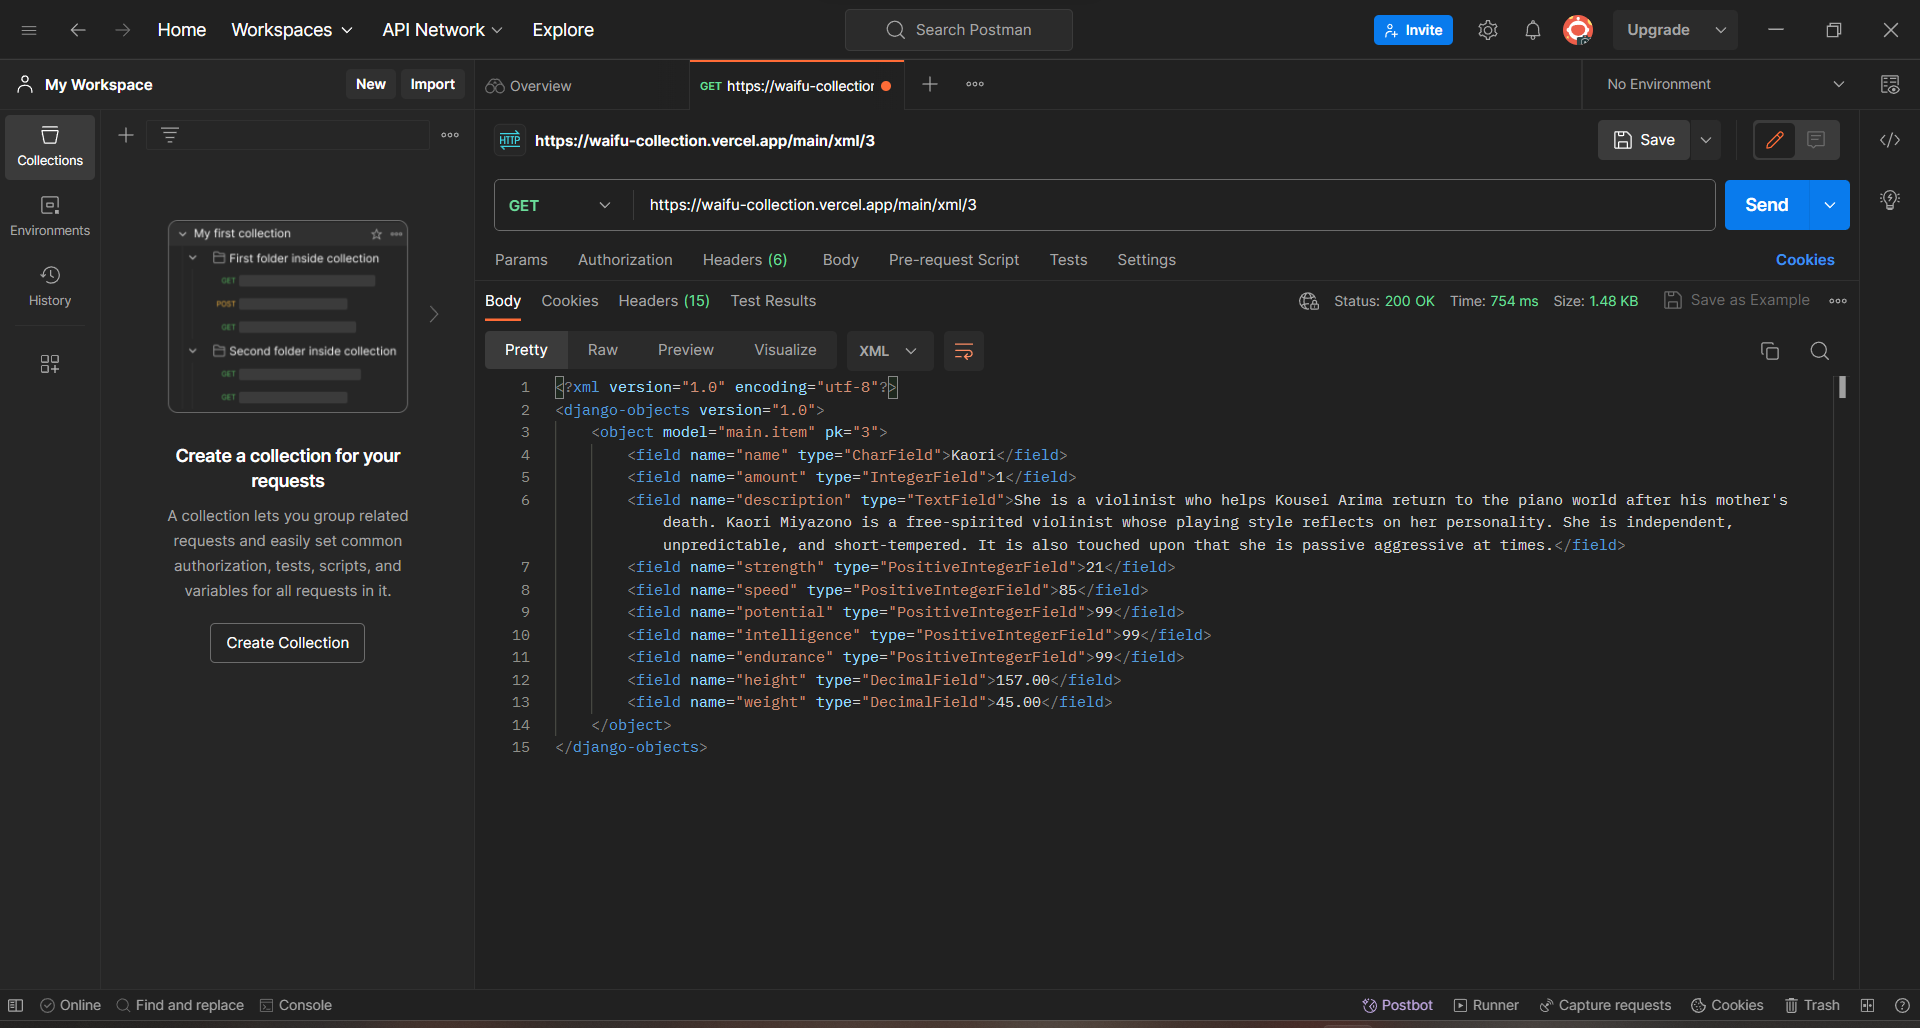 Home Workspaces API Network Explore Search Postman Invite Upgrade
My Workspace New Import Overview GET https://waifu-collection No Environment
Collections
Environments
History
My first collection
First folder inside collection
GET
POST
GET
Second folder inside collection
GET
GET
Create a collection for your
requests
A collection lets you group related
requests and easily set common
authorization, tests, scripts, and
variables for all requests in it.
Create Collection
HTTP https://waifu-collection.vercel.app/main/xml/3 Save
GET https://waifu-collection.vercel.app/main/xml/3 Send
Params Authorization Headers (6) Body Pre-request Script Tests Settings Cookies
Body Cookies Headers (15) Test Results Status: 200 OK Time: 754 ms Size: 1.48 KB Save as Example
Pretty Raw Preview Visualize XML
1 <?xml version="1.0" encoding="utf-8"?>
2 <django-objects version="1.0">
3 <object model="main.item" pk="3">
4 <field name="name" type="CharField">Kaori</field>
5 <field name="amount" type="IntegerField">1</field>
6 <field name="description" type="TextField">She is a violinist who helps Kousei Arima return to the piano world after his mother's
death. Kaori Miyazono is a free-spirited violinist whose playing style reflects on her personality. She is independent,
unpredictable, and short-tempered. It is also touched upon that she is passive aggressive at times.</field>
7 <field name="strength" type="PositiveIntegerField">21</field>
8 <field name="speed" type="PositiveIntegerField">85</field>
9 <field name="potential" type="PositiveIntegerField">99</field>
10 <field name="intelligence" type="PositiveIntegerField">99</field>
11 <field name="endurance" type="PositiveIntegerField">99</field>
12 <field name="height" type="DecimalField">157.00</field>
13 <field name="weight" type="DecimalField">45.00</field>
14 </object>
15 </django-objects>
Online Find and replace Console Postbot Runner Capture requests Cookies Trash